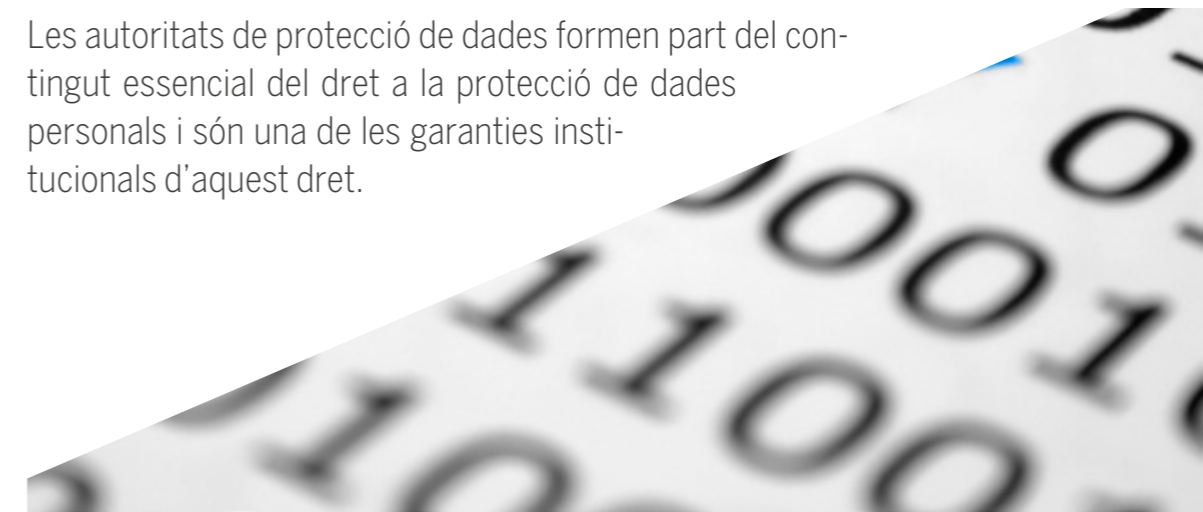 Les autoritats de protecció de dades formen part del con-
tingut essencial del dret a la protecció de dades
personals i són una de les garanties insti-
tucionals d’aquest dret.